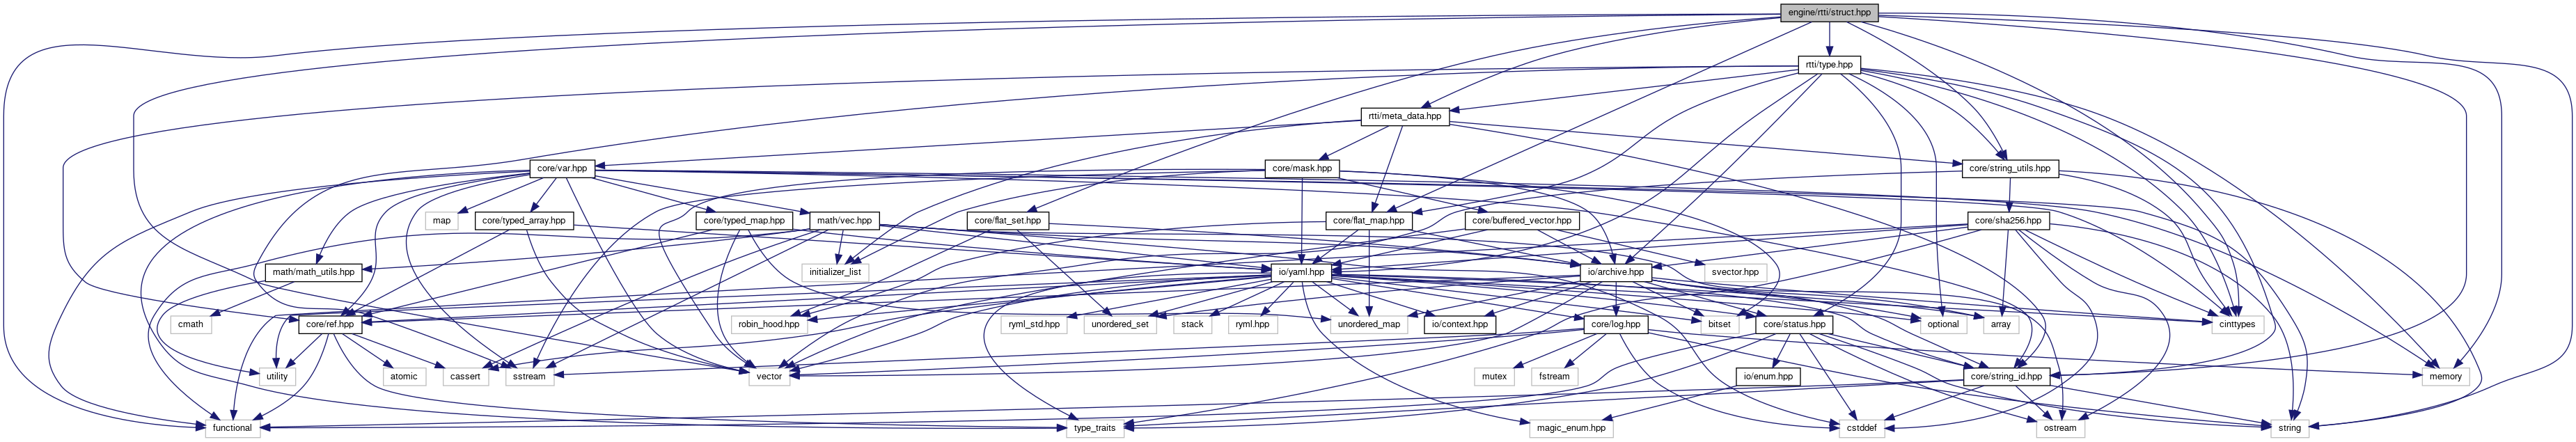 engine/rtti/struct.hpp
rtti/type.hpp
rtti/meta_data.hpp
core/var.hpp
core/mask.hpp
core/string_utils.hpp
map
core/typed_array.hpp
core/typed_map.hpp
math/vec.hpp
core/flat_set.hpp
core/flat_map.hpp
core/buffered_vector.hpp
core/sha256.hpp
math/math_utils.hpp
initializer_list
io/yaml.hpp
io/archive.hpp
svector.hpp
cmath
core/ref.hpp
robin_hood.hpp
ryml_std.hpp
unordered_set
stack
ryml.hpp
unordered_map
io/context.hpp
core/log.hpp
bitset
core/status.hpp
optional
array
cinttypes
utility
atomic
cassert
sstream
vector
mutex
fstream
io/enum.hpp
core/string_id.hpp
memory
functional
type_traits
magic_enum.hpp
cstddef
ostream
string